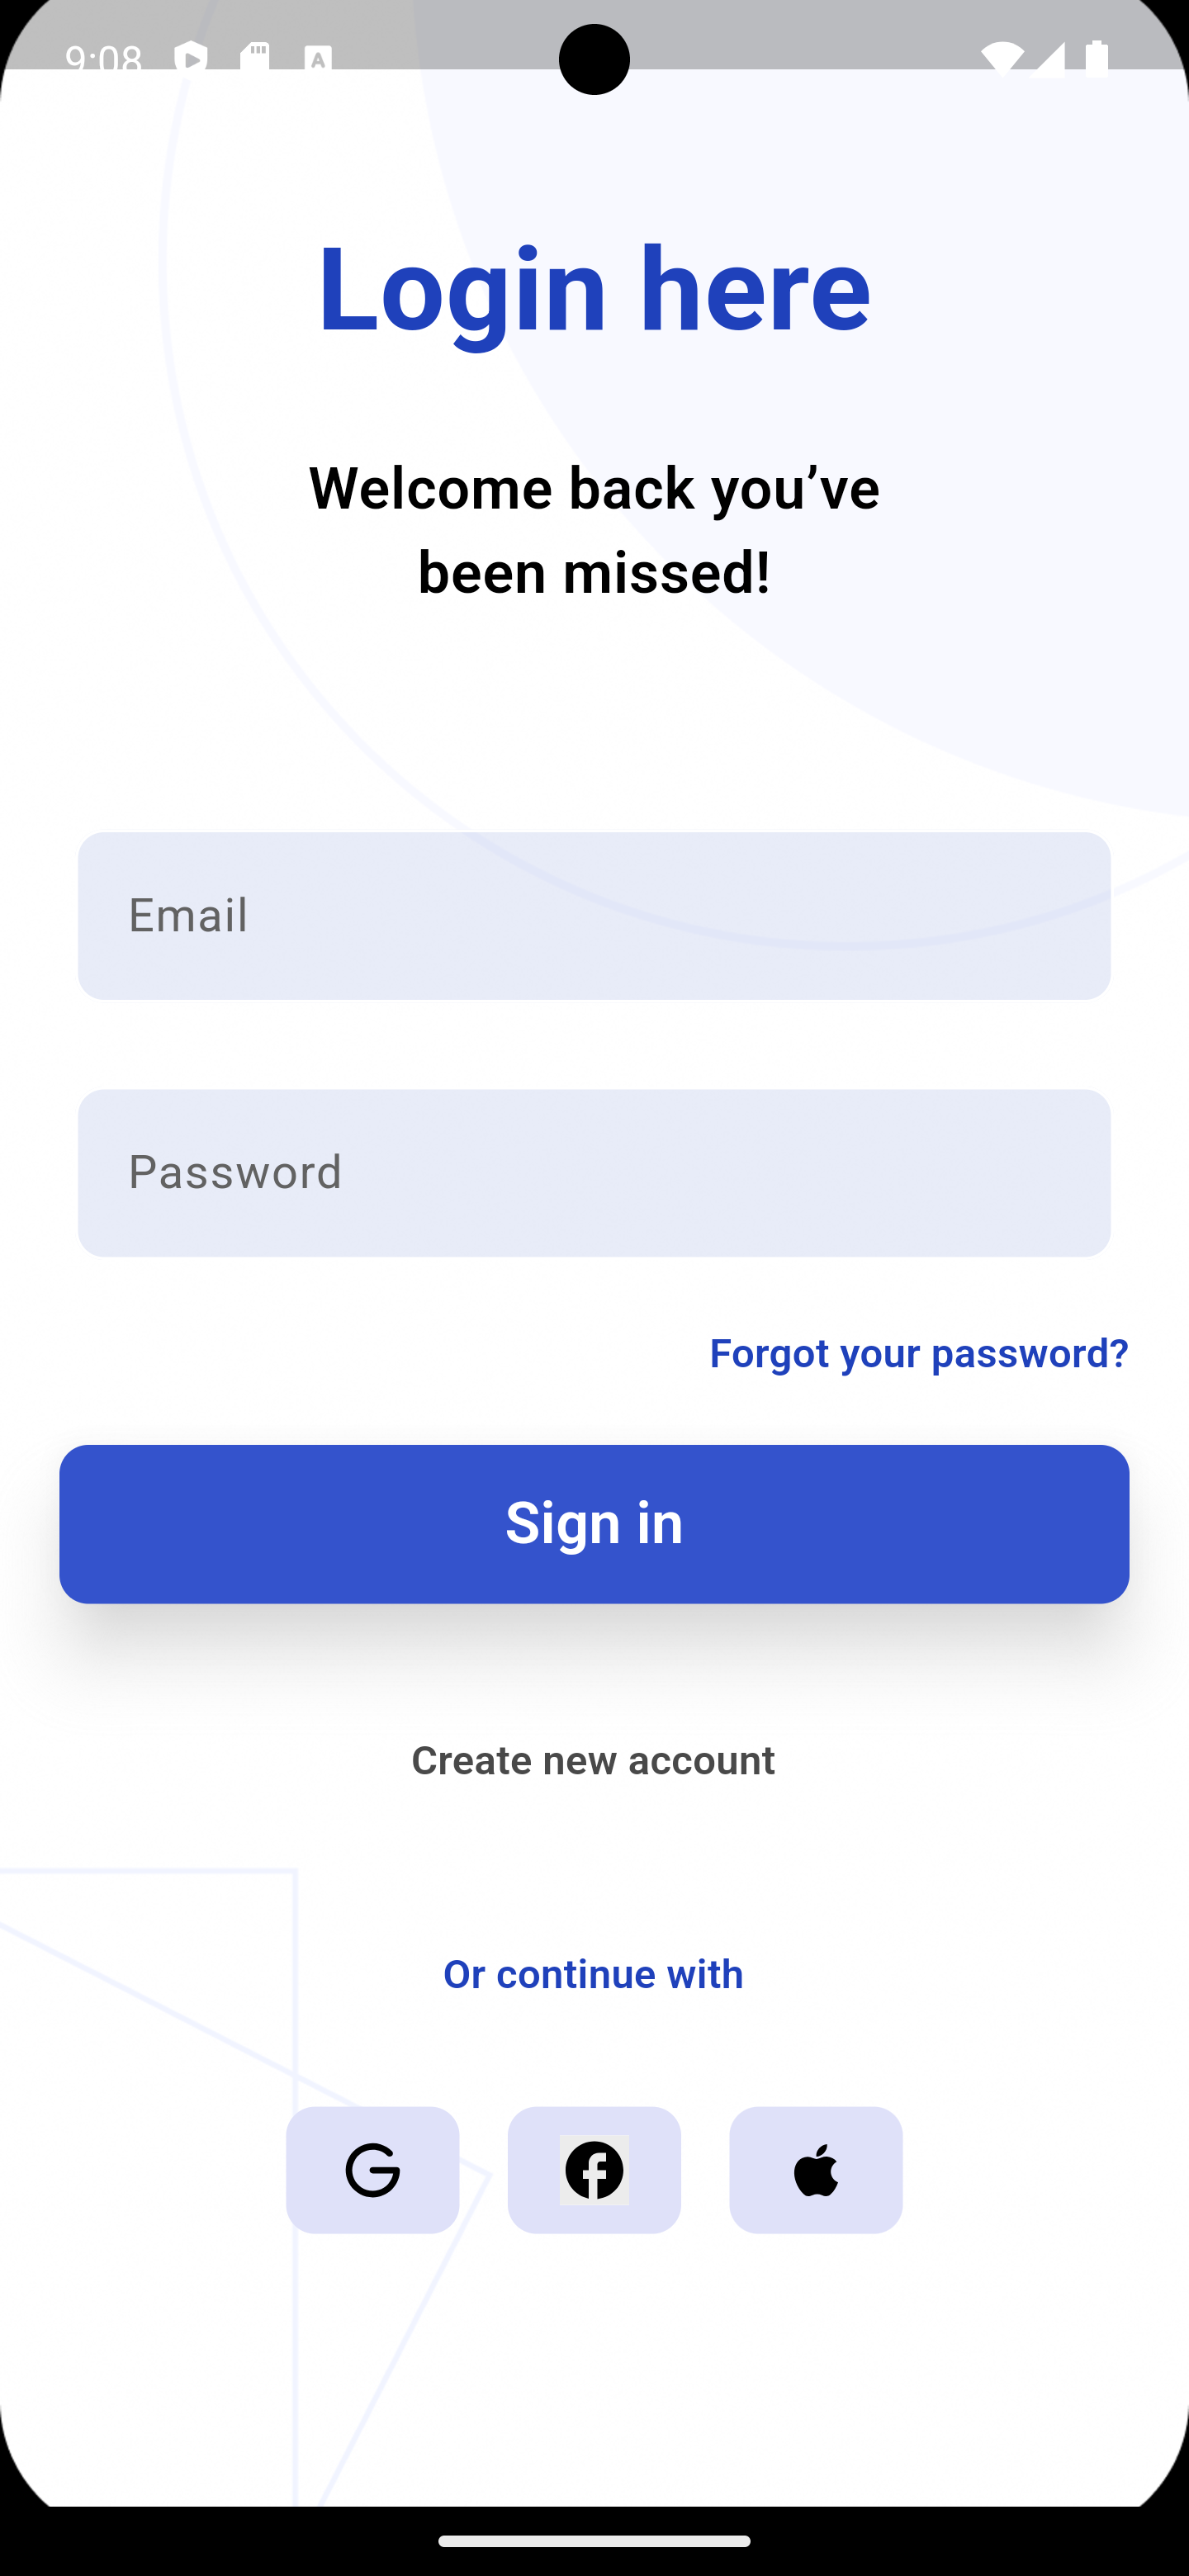 9:08
Login here
Welcome back you’ve
been missed!
Email
Password
Forgot your password?
Sign in
Create new account
Or continue with